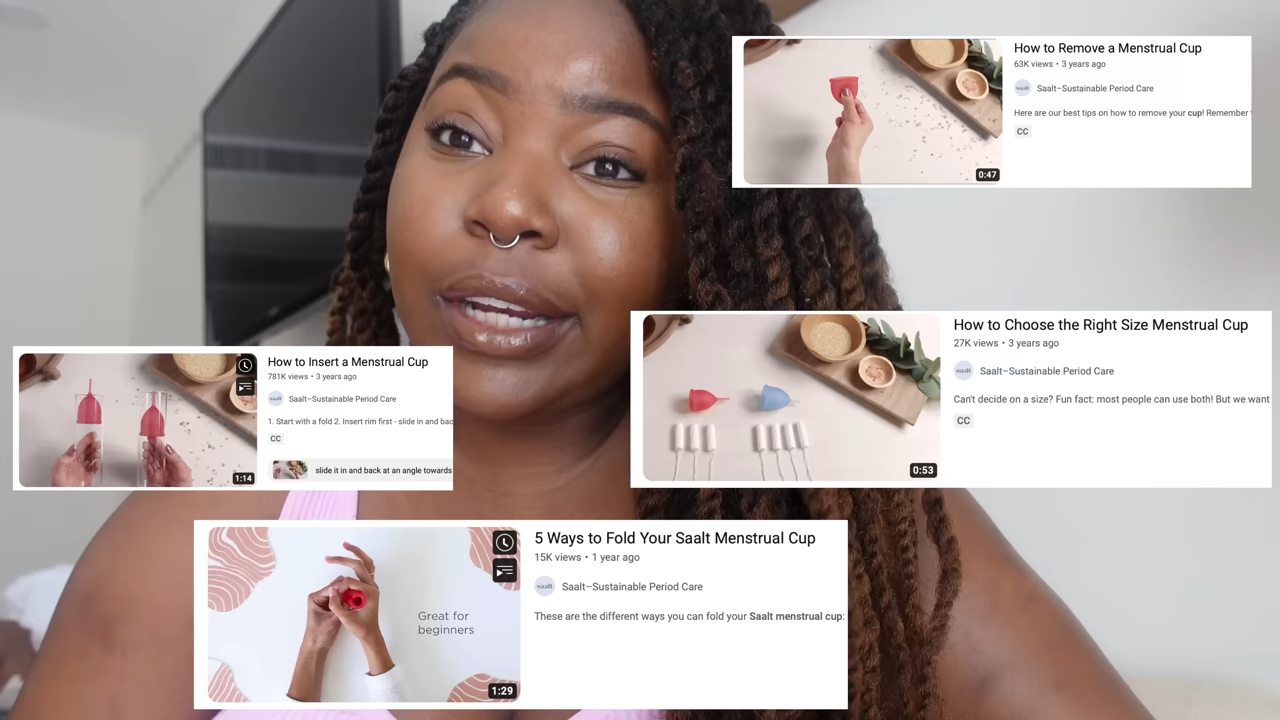 How to Remove a Menstrual Cup
63K views • 3 years ago
saalt
Saalt–Sustainable Period Care
Here are our best tips on how to remove your cup! Remember
CC
0:47
How to Choose the Right Size Menstrual Cup
27K views • 3 years ago
saalt
Saalt–Sustainable Period Care
Can't decide on a size? Fun fact: most people can use both! But we want
CC
0:53
How to Insert a Menstrual Cup
781K views • 3 years ago
saalt
Saalt–Sustainable Period Care
1. Start with a fold 2. Insert rim first - slide in and bac
CC
slide it in and back at an angle towards
1:14
5 Ways to Fold Your Saalt Menstrual Cup
15K views • 1 year ago
saalt
Saalt–Sustainable Period Care
These are the different ways you can fold your Saalt menstrual cup:
Great for
beginners
1:29